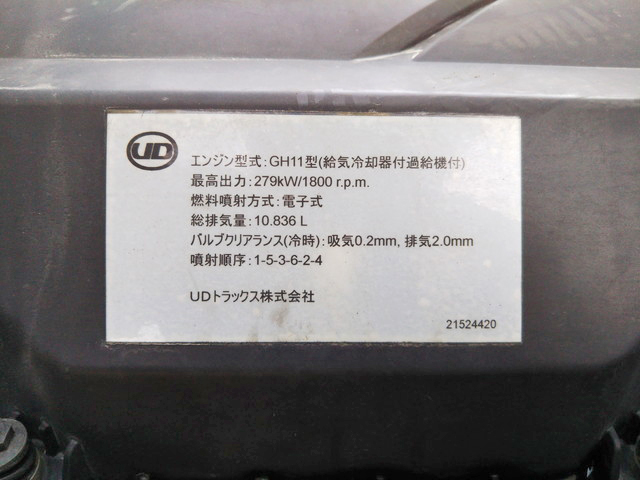 UD
エンジン型式:GH11型(給気冷却器付過給機付)
最高出力:279kW/1800 r.p.m.
燃料噴射方式:電子式
総排気量:10.836 L
バルブクリアランス(冷時):吸気0.2mm, 排気2.0mm
噴射順序:1-5-3-6-2-4
UDトラックス株式会社
21524420